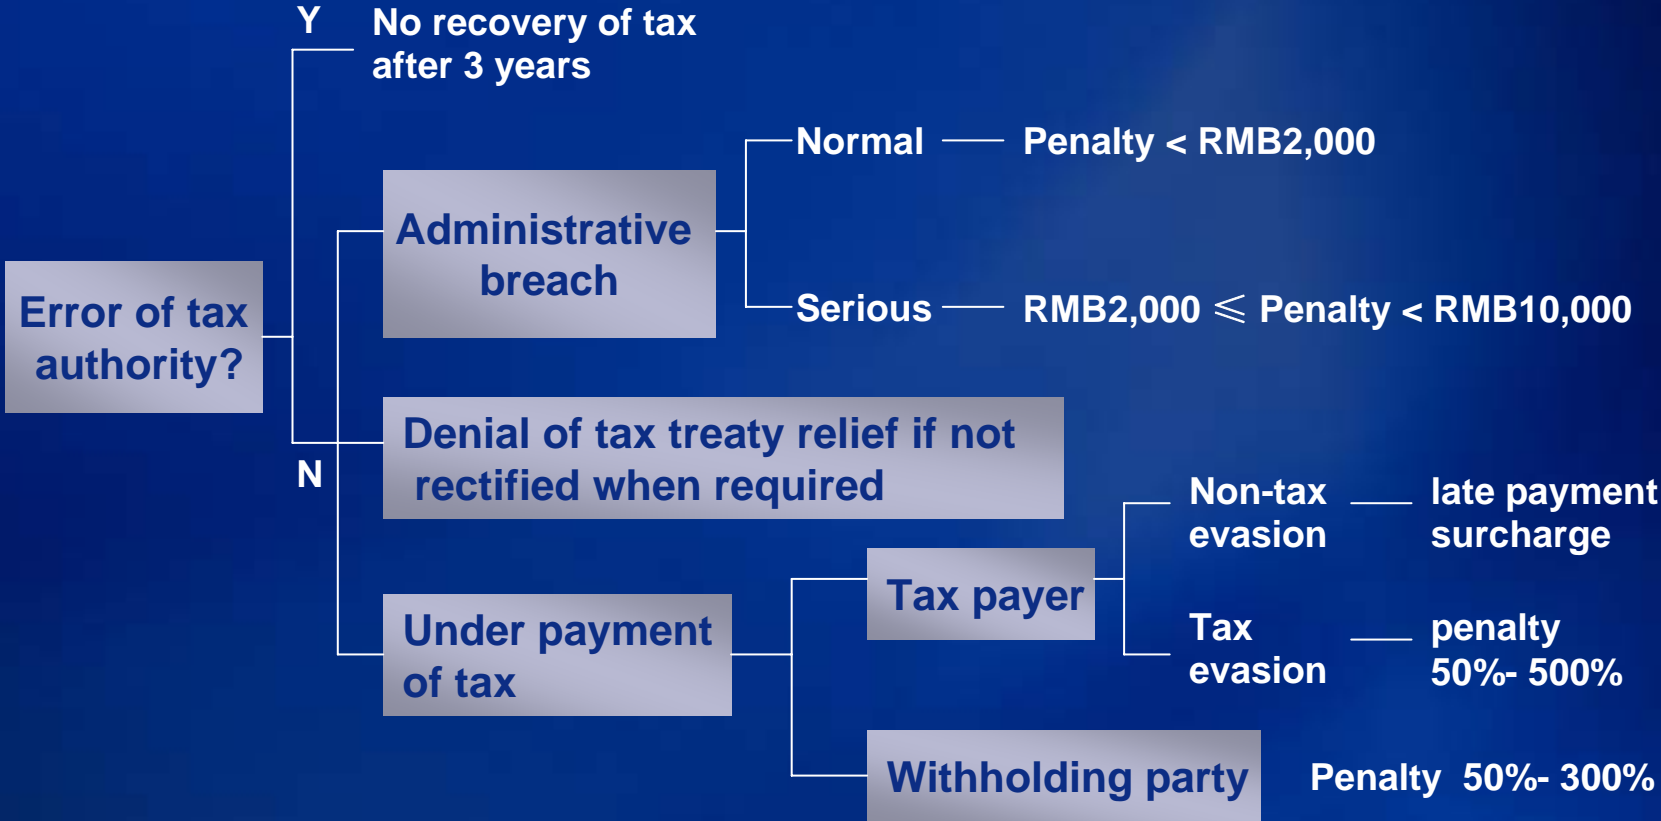 Y
No recovery of tax
after 3 years
Normal
Penalty < RMB2,000
Administrative
breach
Error of tax
authority?
Serious
RMB2,000 ≤ Penalty < RMB10,000
Denial of tax treaty relief if not
rectified when required
N
Non-tax
evasion
late payment
surcharge
Tax payer
Under payment
of tax
Tax
evasion
penalty
50%- 500%
Withholding party
Penalty 50%- 300%